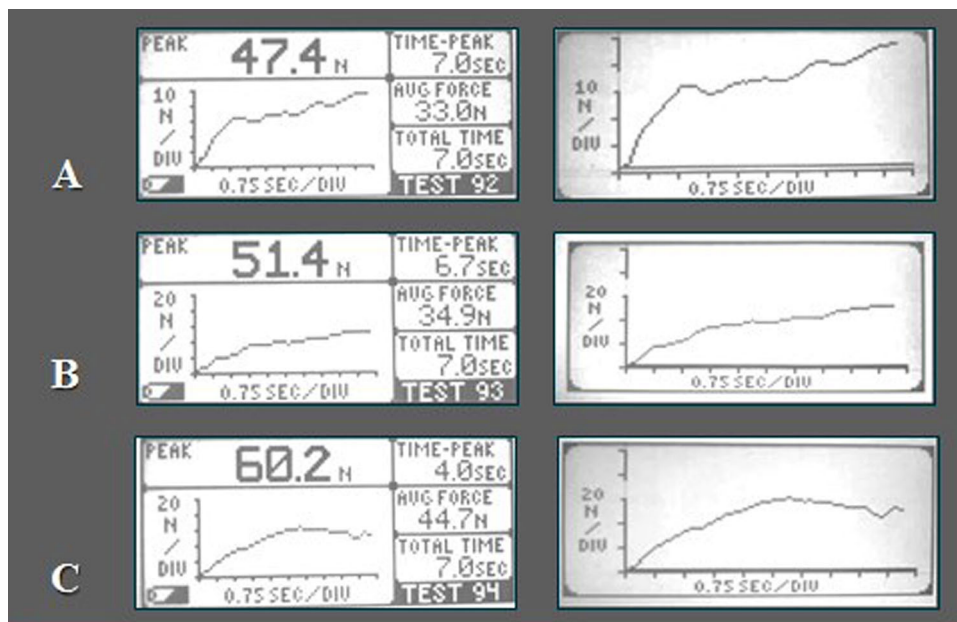 A
PEAK
47.4 N
TIME-PEAK
7.0SEC
AVG FORCE
33.0N
TOTAL TIME
7.0SEC
TEST 92
10
N
/
DIV
0.75 SEC/DIV
10
N
/
DIV
0.75 SEC/DIV
B
PEAK
51.4 N
TIME-PEAK
6.7SEC
AVG FORCE
34.9N
TOTAL TIME
7.0SEC
TEST 93
20
N
/
DIV
0.75 SEC/DIV
20
N
/
DIV
0.75 SEC/DIV
C
PEAK
60.2 N
TIME-PEAK
4.0SEC
AVG FORCE
44.7N
TOTAL TIME
7.0SEC
TEST 94
20
N
/
DIV
0.75 SEC/DIV
20
N
/
DIV
0.75 SEC/DIV